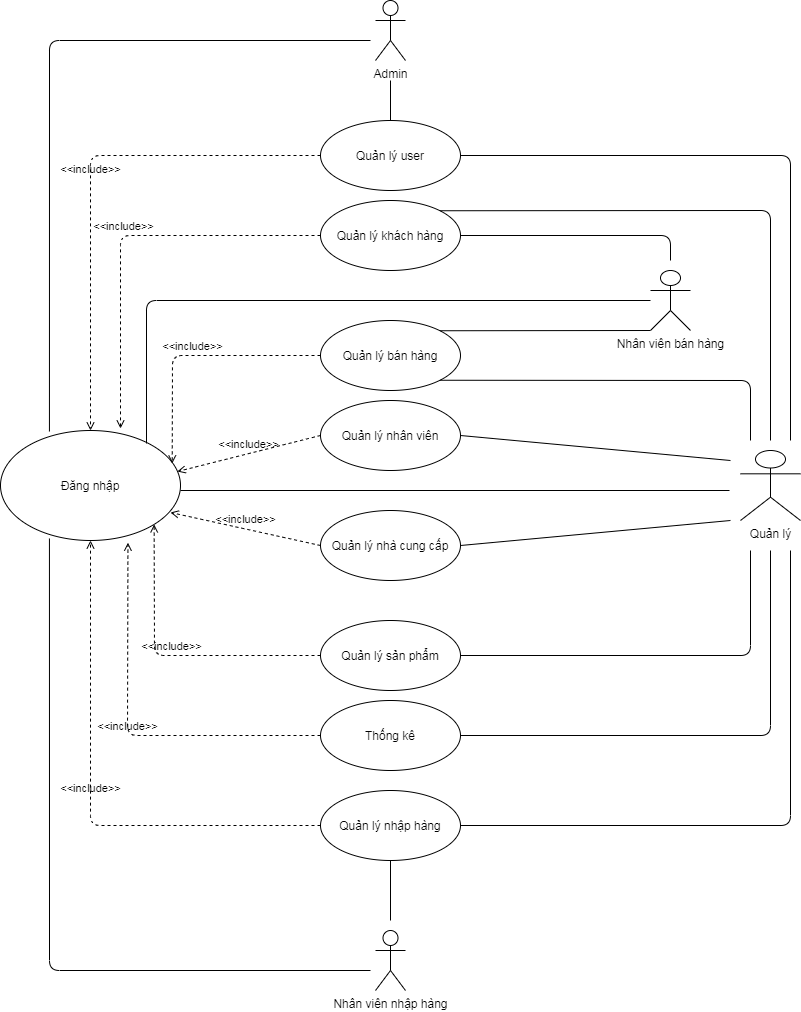 Admin
Quản lý user
<<include>>
<<include>>
Quản lý khách hàng
Nhân viên bán hàng
<<include>>
Quản lý bán hàng
<<include>>
Quản lý nhân viên
Đăng nhập
<<include>>
Quản lý
Quản lý nhà cung cấp
<<include>>
Quản lý sản phẩm
<<include>>
Thống kê
<<include>>
Quản lý nhập hàng
Nhân viên nhập hàng